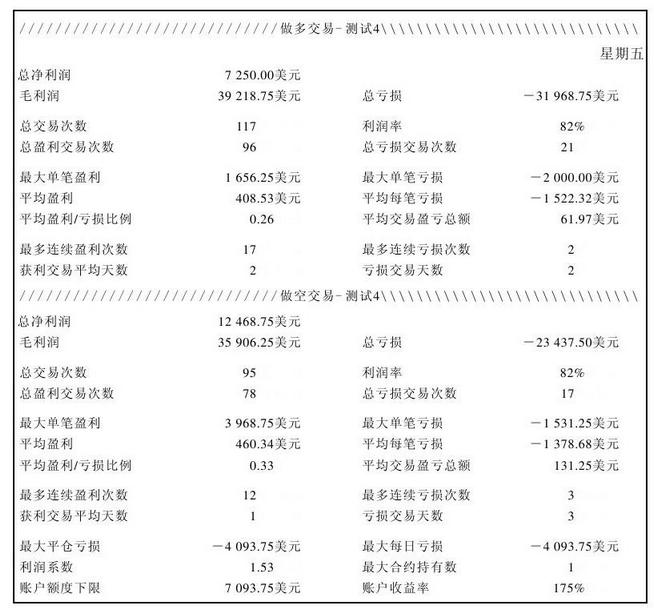 ////////////////////////////做多交易-测试4\\\\\\\\\\\\\\\\\\\\\\\\\\\\
星期五
总净利润 7 250.00美元
毛利润 39 218.75美元 总亏损 －31 968.75美元
总交易次数 117 利润率 82%
总盈利交易次数 96 总亏损交易次数 21
最大单笔盈利 1 656.25美元 最大单笔亏损 －2 000.00美元
平均盈利 408.53美元 平均每笔亏损 －1 522.32美元
平均盈利/亏损比例 0.26 平均交易盈亏总额 61.97美元
最多连续盈利次数 17 最多连续亏损次数 2
获利交易平均天数 2 亏损交易天数 2
////////////////////////////做空交易-测试4\\\\\\\\\\\\\\\\\\\\\\\\\\\\
总净利润 12 468.75美元
毛利润 35 906.25美元 总亏损 －23 437.50美元
总交易次数 95 利润率 82%
总盈利交易次数 78 总亏损交易次数 17
最大单笔盈利 3 968.75美元 最大单笔亏损 －1 531.25美元
平均盈利 460.34美元 平均每笔亏损 －1 378.68美元
平均盈利/亏损比例 0.33 平均交易盈亏总额 131.25美元
最多连续盈利次数 12 最多连续亏损次数 3
获利交易平均天数 1 亏损交易天数 3
最大平仓亏损 －4 093.75美元 最大每日亏损 －4 093.75美元
利润系数 1.53 最大合约持有数 1
账户额度下限 7 093.75美元 账户收益率 175%